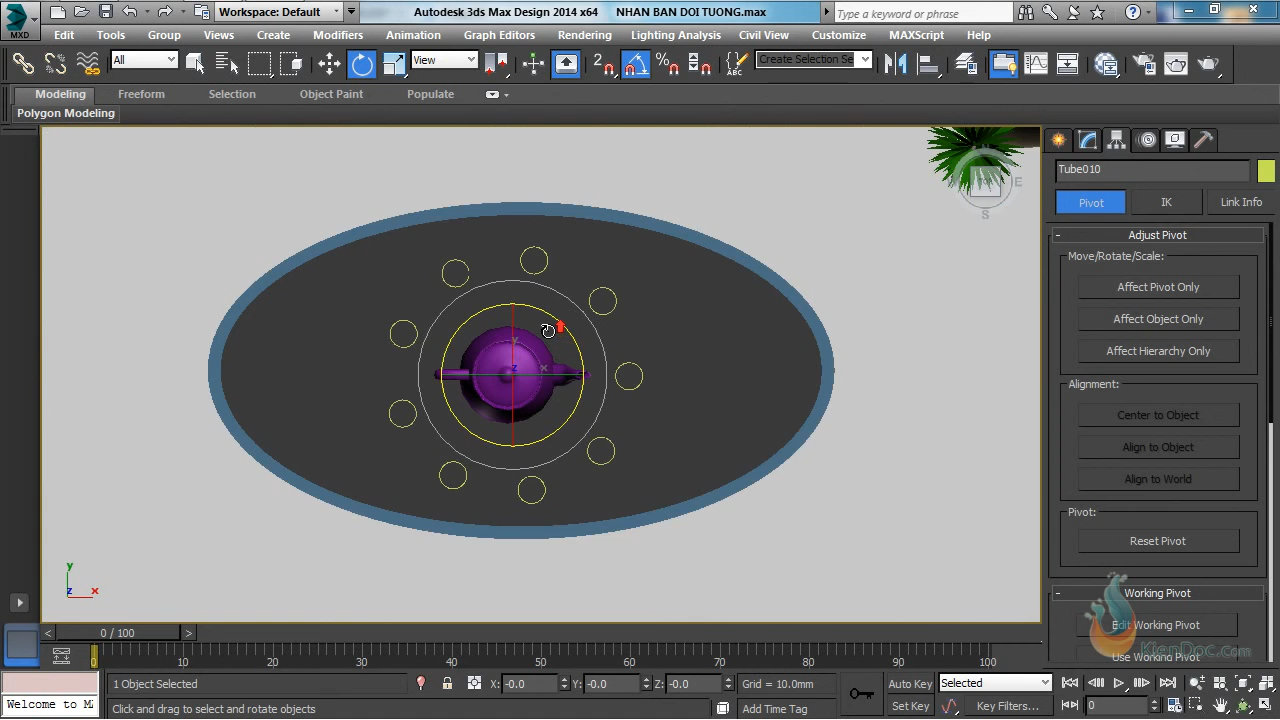 Workspace: Default
Autodesk 3ds Max Design 2014 x64
NHAN BAN DOI TUONG.max
Type a keyword or phrase
MXD
Edit
Tools
Group
Views
Create
Modifiers
Animation
Graph Editors
Rendering
Lighting Analysis
Civil View
Customize
MAXScript
Help
All
View
2
Create Selection Se
Modeling
Freeform
Selection
Object Paint
Populate
Polygon Modeling
E
S
Tube010
Pivot
IK
Link Info
Adjust Pivot
Move/Rotate/Scale:
Affect Pivot Only
Affect Object Only
Affect Hierarchy Only
Alignment:
Center to Object
Align to Object
Align to World
Pivot:
Reset Pivot
Working Pivot
Edit Working Pivot
Use Working Pivot
KienDoc.com
y
z
x
y
z
x
0 / 100
0
10
20
30
40
50
60
70
80
90
100
1 Object Selected
X: -0.0
Y: -0.0
Z: -0.0
Grid = 10.0mm
Auto Key
Selected
Welcome to MA
Click and drag to select and rotate objects
Add Time Tag
Set Key
Key Filters...
0